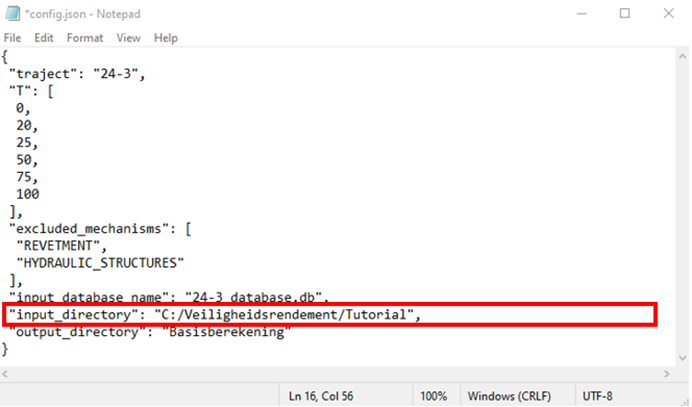 *config.json - Notepad
File Edit Format View Help
{
 "traject": "24-3",
 "T": [
  0,
  20,
  25,
  50,
  75,
  100
 ],
 "excluded_mechanisms": [
  "REVETMENT",
  "HYDRAULIC_STRUCTURES"
 ],
 "input_database_name": "24-3_database.db",
 "input_directory": "C:/Veiligheidsrendement/Tutorial",
 "output_directory": "Basisberekening"
}
Ln 16, Col 56 100% Windows (CRLF) UTF-8